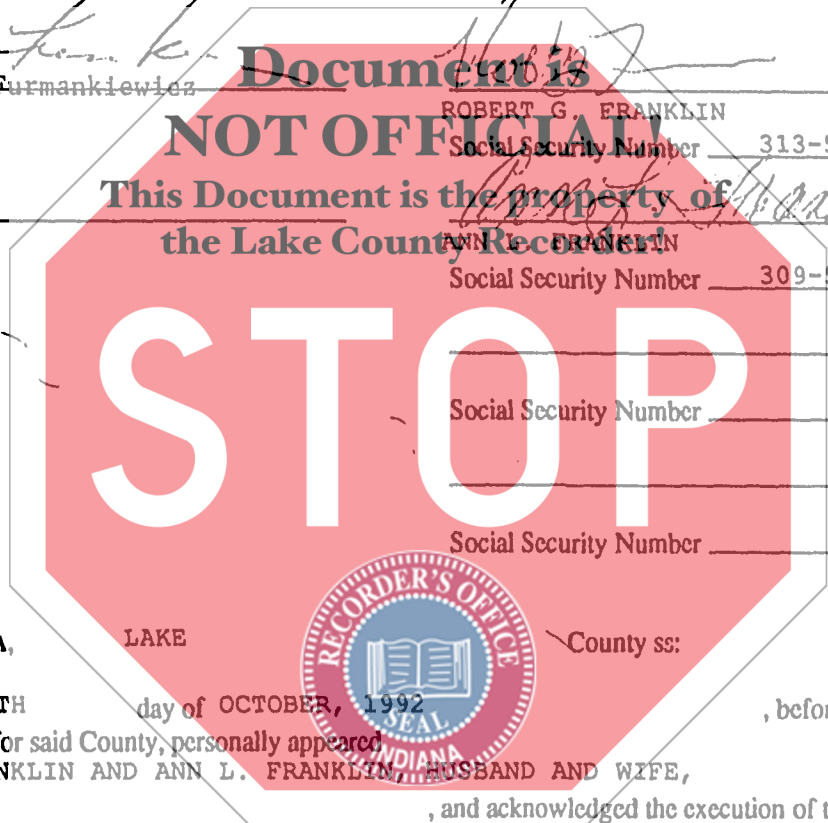 Document is
Furmankiewicz
ROBERT G. FRANKLIN
NOT OFFICIAL!
Social Security Number 313-
This Document is the property of
the Lake County Recorder!
ANN L. FRANKLIN
Social Security Number 309-
STOP
Social Security Number
Social Security Number
RECORDER'S OFFICE
SEAL
INDIANA
A, LAKE County ss:
TH day of OCTOBER, 1992 , befor
or said County, personally appeared
NKLIN AND ANN L. FRANKLIN, HUSBAND AND WIFE,
, and acknowledged the execution of t